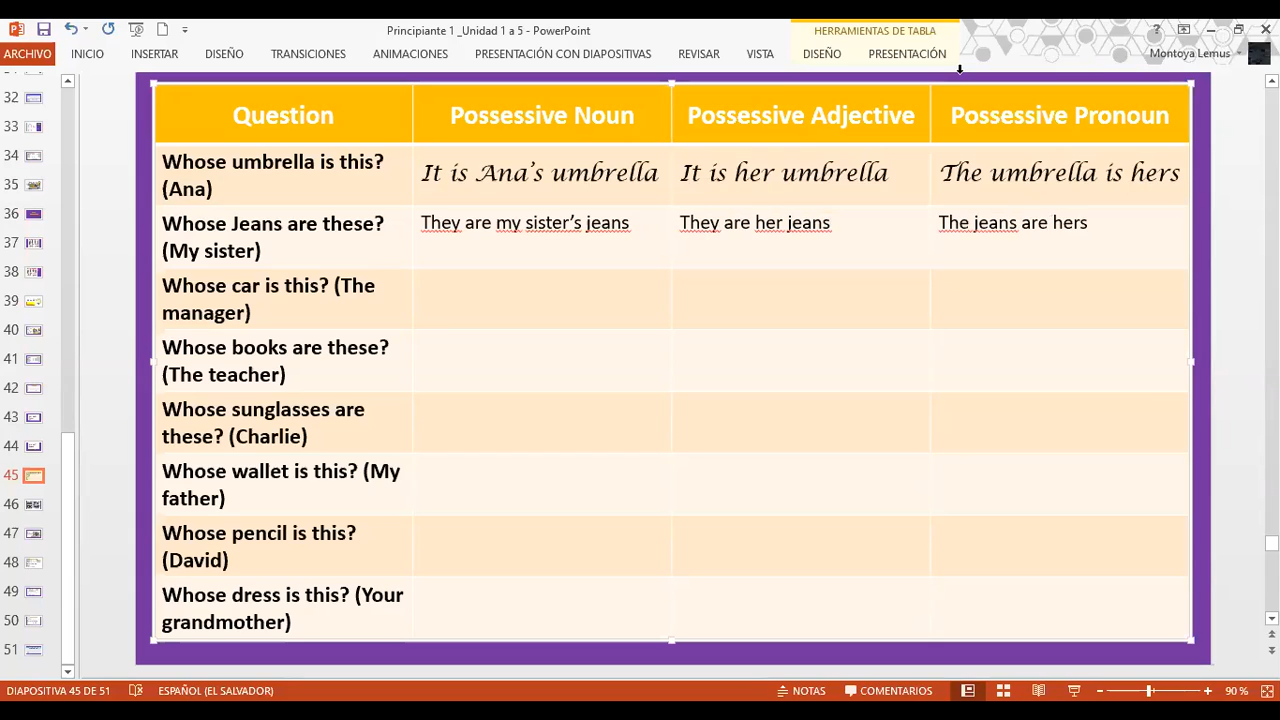 Principiante 1 _Unidad 1 a 5 - PowerPoint
HERRAMIENTAS DE TABLA
ARCHIVO INICIO INSERTAR DISEÑO TRANSICIONES ANIMACIONES PRESENTACIÓN CON DIAPOSITIVAS REVISAR VISTA DISEÑO PRESENTACIÓN Montoya Lemus
32
33
34
35
36
37
38
39
40
41
42
43
44
45
46
47
48
49
50
51
Question Possessive Noun Possessive Adjective Possessive Pronoun
Whose umbrella is this? It is Ana's umbrella It is her umbrella The umbrella is hers
(Ana)
Whose Jeans are these? They are my sister's jeans They are her jeans The jeans are hers
(My sister)
Whose car is this? (The
manager)
Whose books are these?
(The teacher)
Whose sunglasses are
these? (Charlie)
Whose wallet is this? (My
father)
Whose pencil is this?
(David)
Whose dress is this? (Your
grandmother)
DIAPOSITIVA 45 DE 51 ESPAÑOL (EL SALVADOR) NOTAS COMENTARIOS 90 %